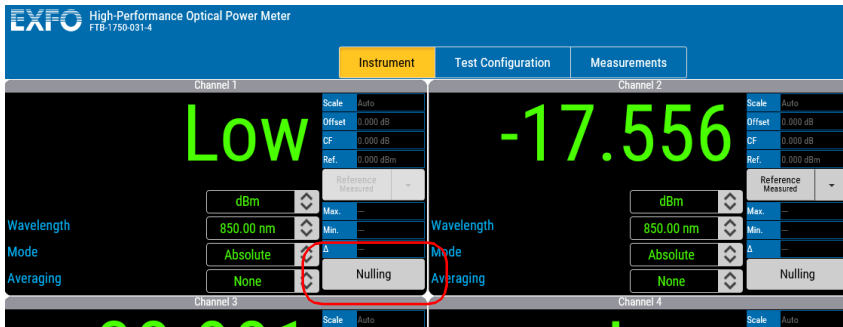 EXFO High-Performance Optical Power Meter
FTB-1750-031-4
Instrument Test Configuration Measurements
Channel 1
Low
Scale Auto
Offset 0.000 dB
CF 0.000 dB
Ref. 0.000 dBm
Reference
Measured
dBm
Max. --
Wavelength 850.00 nm
Min. --
Mode Absolute
Δ --
Averaging None
Nulling
Channel 2
-17.556
Scale Auto
Offset 0.000 dB
CF 0.000 dB
Ref. 0.000 dBm
Reference
Measured
dBm
Max. --
Wavelength 850.00 nm
Min. --
Mode Absolute
Δ --
Averaging None
Nulling
Channel 3
Scale Auto
Channel 4
Scale Auto